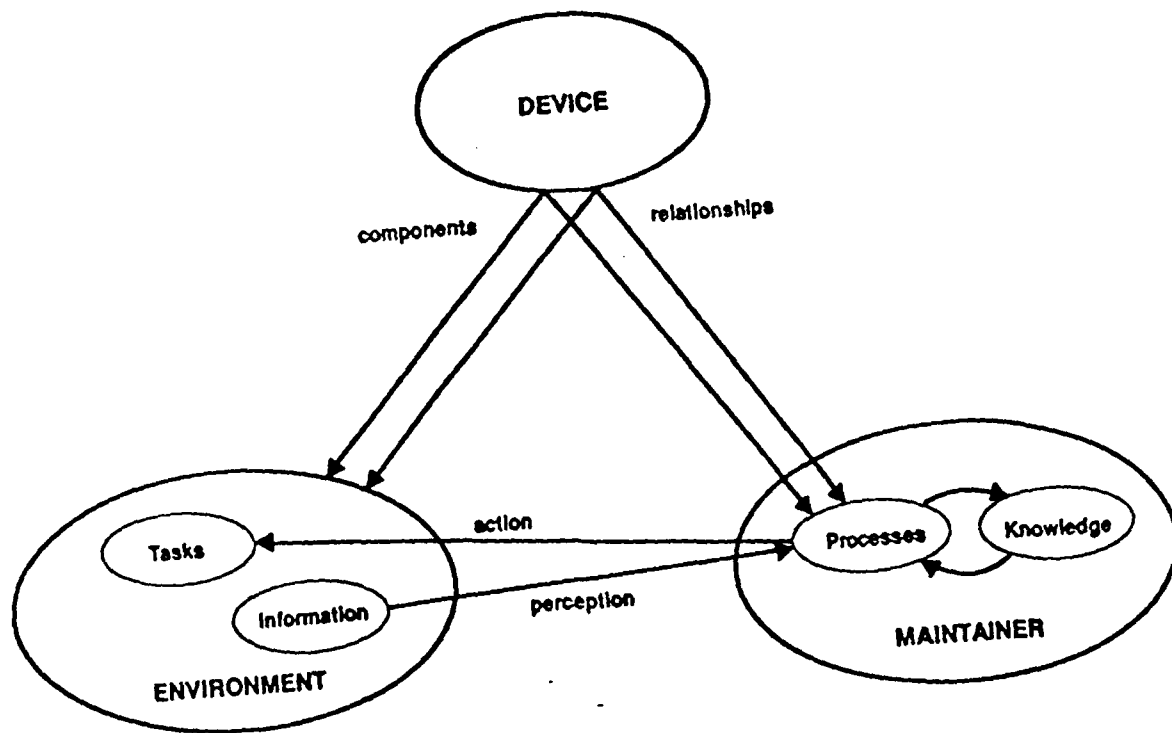 DEVICE
components
relationships
action
Tasks
Processes
Knowledge
Information
perception
MAINTAINER
ENVIRONMENT